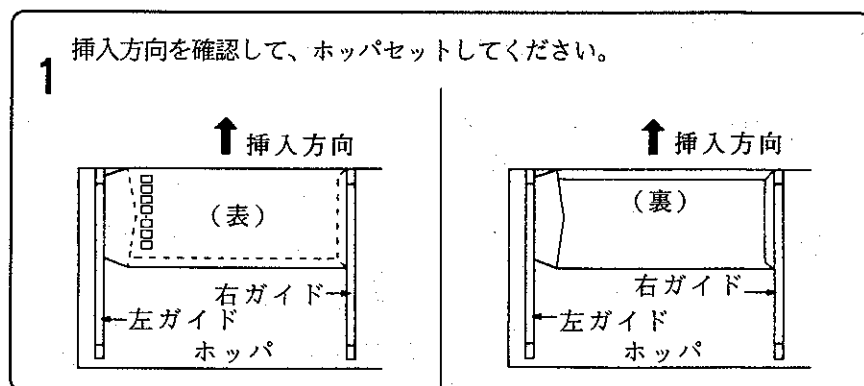 1 挿入方向を確認して、ホッパセットしてください。
挿入方向
(表)
右ガイド
左ガイド
ホッパ
挿入方向
(裏)
右ガイド
左ガイド
ホッパ